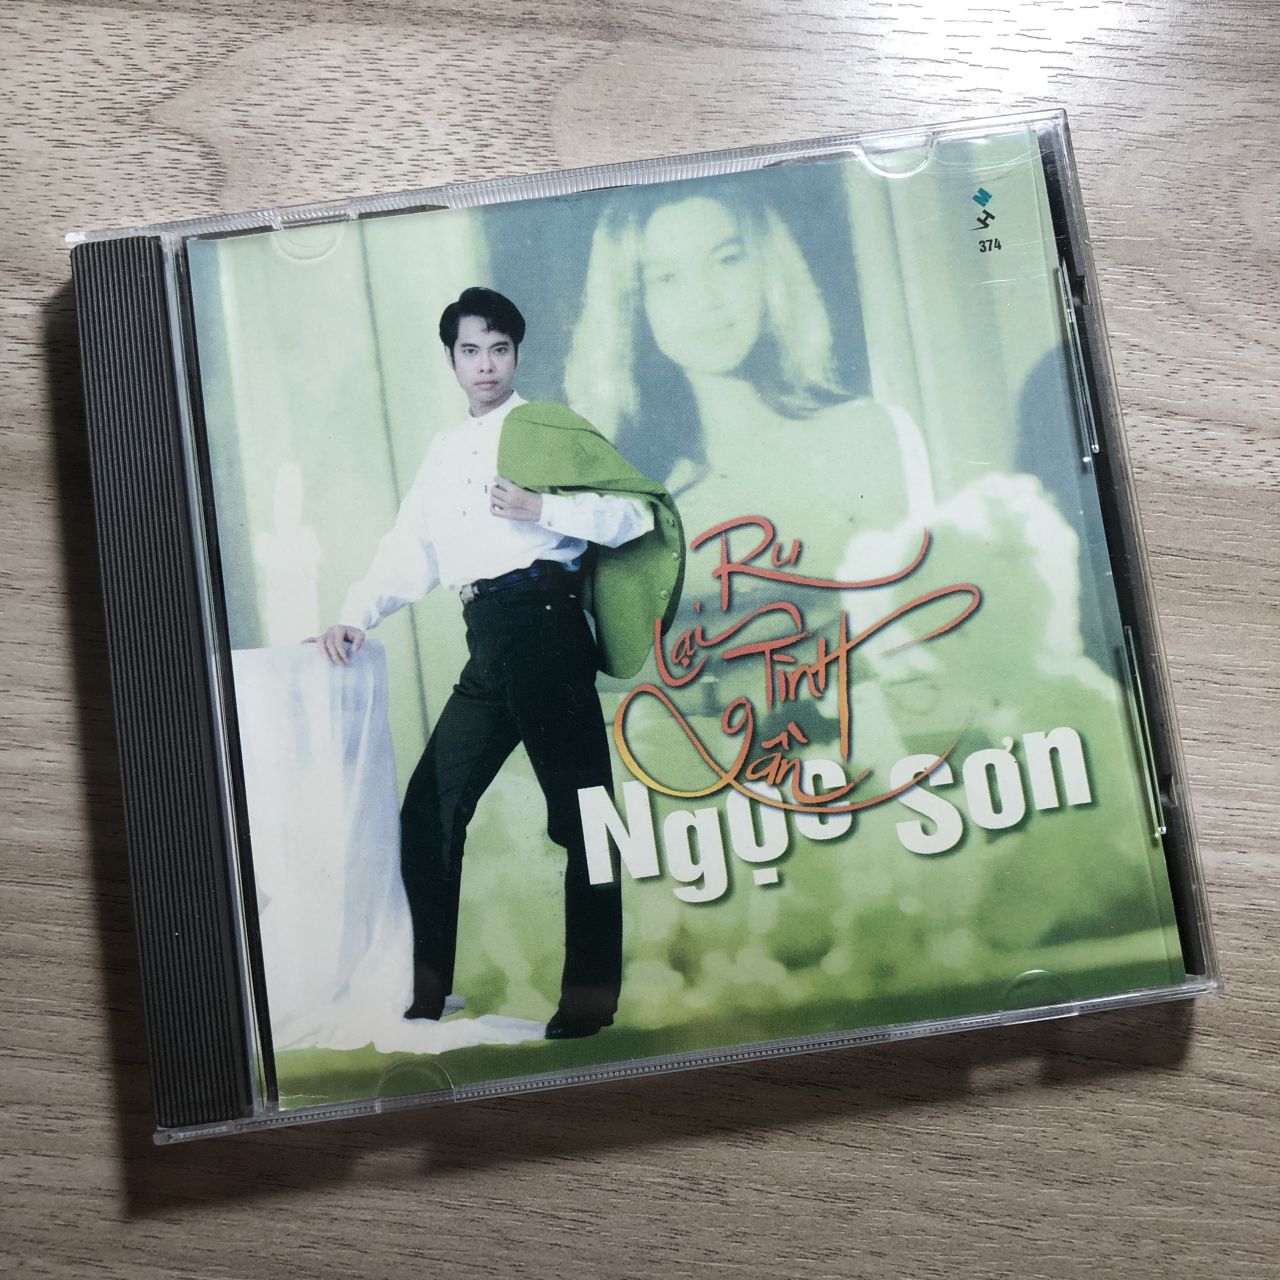 374
Ru
Lại
Tình
Gần
Ngọc Sơn